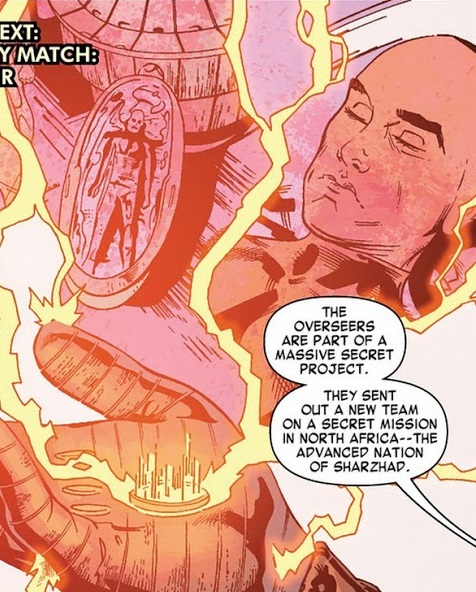 EXT:
Y MATCH:
R
THE
OVERSEERS
ARE PART OF A
MASSIVE SECRET
PROJECT.
THEY SENT
OUT A NEW TEAM
ON A SECRET MISSION
IN NORTH AFRICA--THE
ADVANCED NATION
OF SHARZHAD.